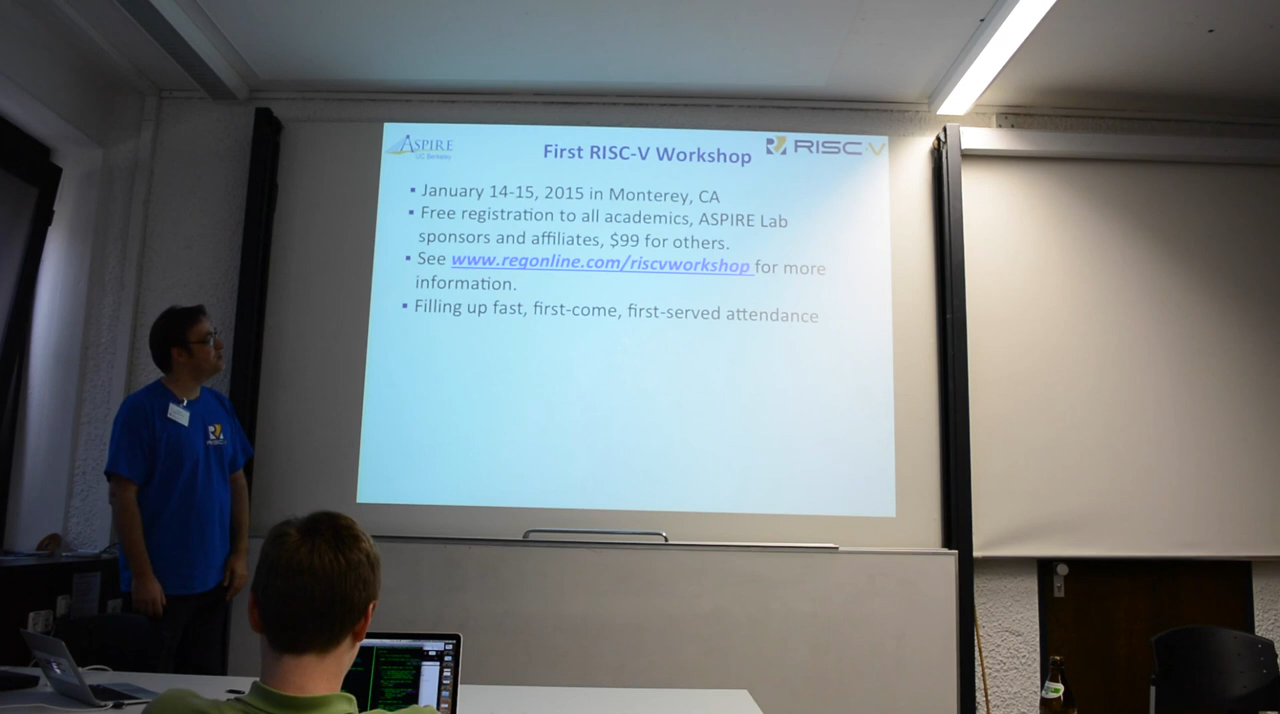 ASPIRE
UC Berkeley
First RISC-V Workshop
RISC-V
▪ January 14-15, 2015 in Monterey, CA
▪ Free registration to all academics, ASPIRE Lab
sponsors and affiliates, $99 for others.
▪ See www.regonline.com/riscvworkshop for more
information.
▪ Filling up fast, first-come, first-served attendance
RISC-V